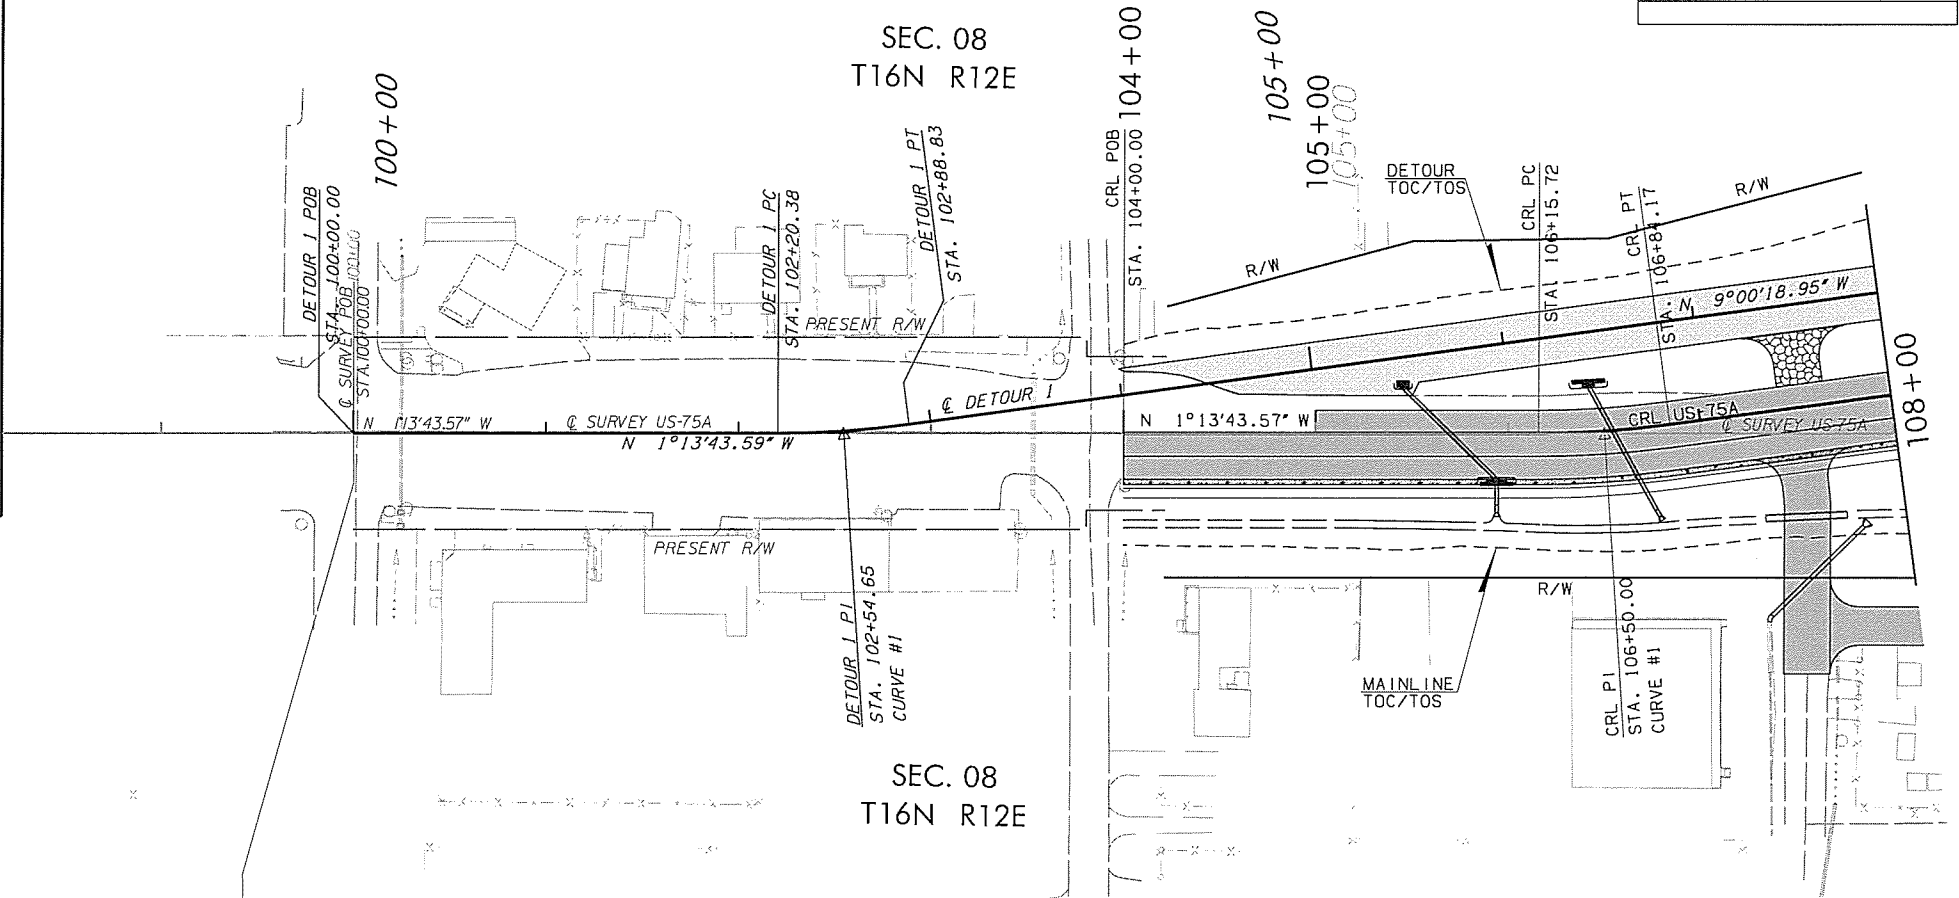 SEC. 08
T16N R12E
100+00
104+00
105+00
105+00
105+00
DETOUR 1 POB
STA. 100+00.00
℄ SURVEY POB 100+00
STA.100+00.00
DETOUR 1 PC
STA. 102+20.38
DETOUR 1 PT
STA. 102+88.83
CRL POB
STA. 104+00.00
DETOUR
TOC/TOS
CRL PC
STA. 106+15.72
CRL PT
STA. 106+84.17
R/W
R/W
PRESENT R/W
N 9°00'18.95" W
108+00
℄ DETOUR 1
N 1°13'43.57" W
℄ SURVEY US-75A
N 1°13'43.59" W
N 1°13'43.57" W
CRL US-75A
℄ SURVEY US-75A
PRESENT R/W
DETOUR 1 PI
STA. 102+54.65
CURVE #1
R/W
MAINLINE
TOC/TOS
CRL PI
STA. 106+50.00
CURVE #1
SEC. 08
T16N R12E